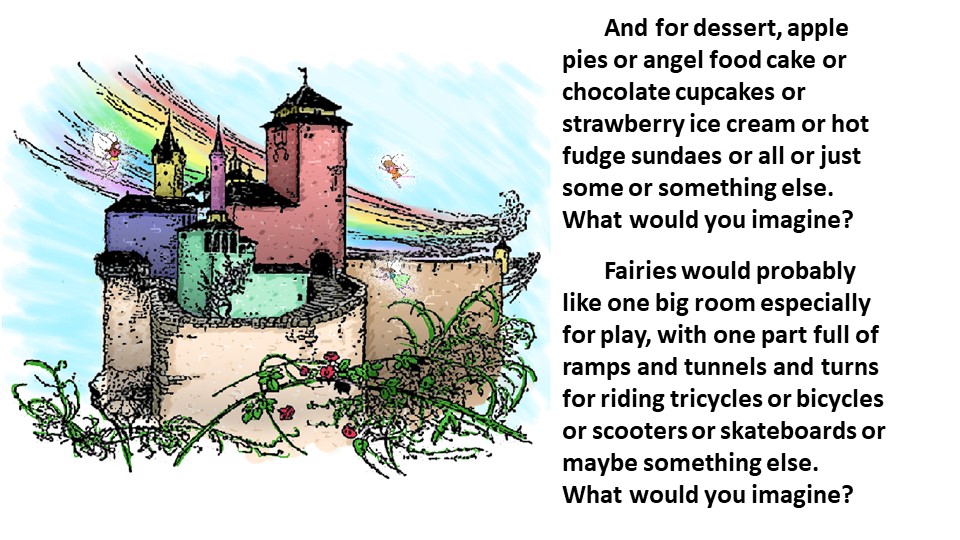 And for dessert, apple
pies or angel food cake or
chocolate cupcakes or
strawberry ice cream or hot
fudge sundaes or all or just
some or something else.
What would you imagine?
Fairies would probably
like one big room especially
for play, with one part full of
ramps and tunnels and turns
for riding tricycles or bicycles
or scooters or skateboards or
maybe something else.
What would you imagine?